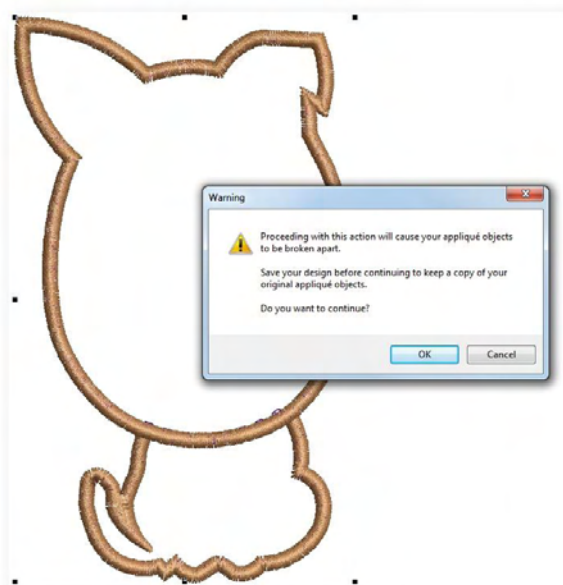 Warning
Proceeding with this action will cause your appliqué objects
to be broken apart.
Save your design before continuing to keep a copy of your
original appliqué objects.
Do you want to continue?
OK
Cancel